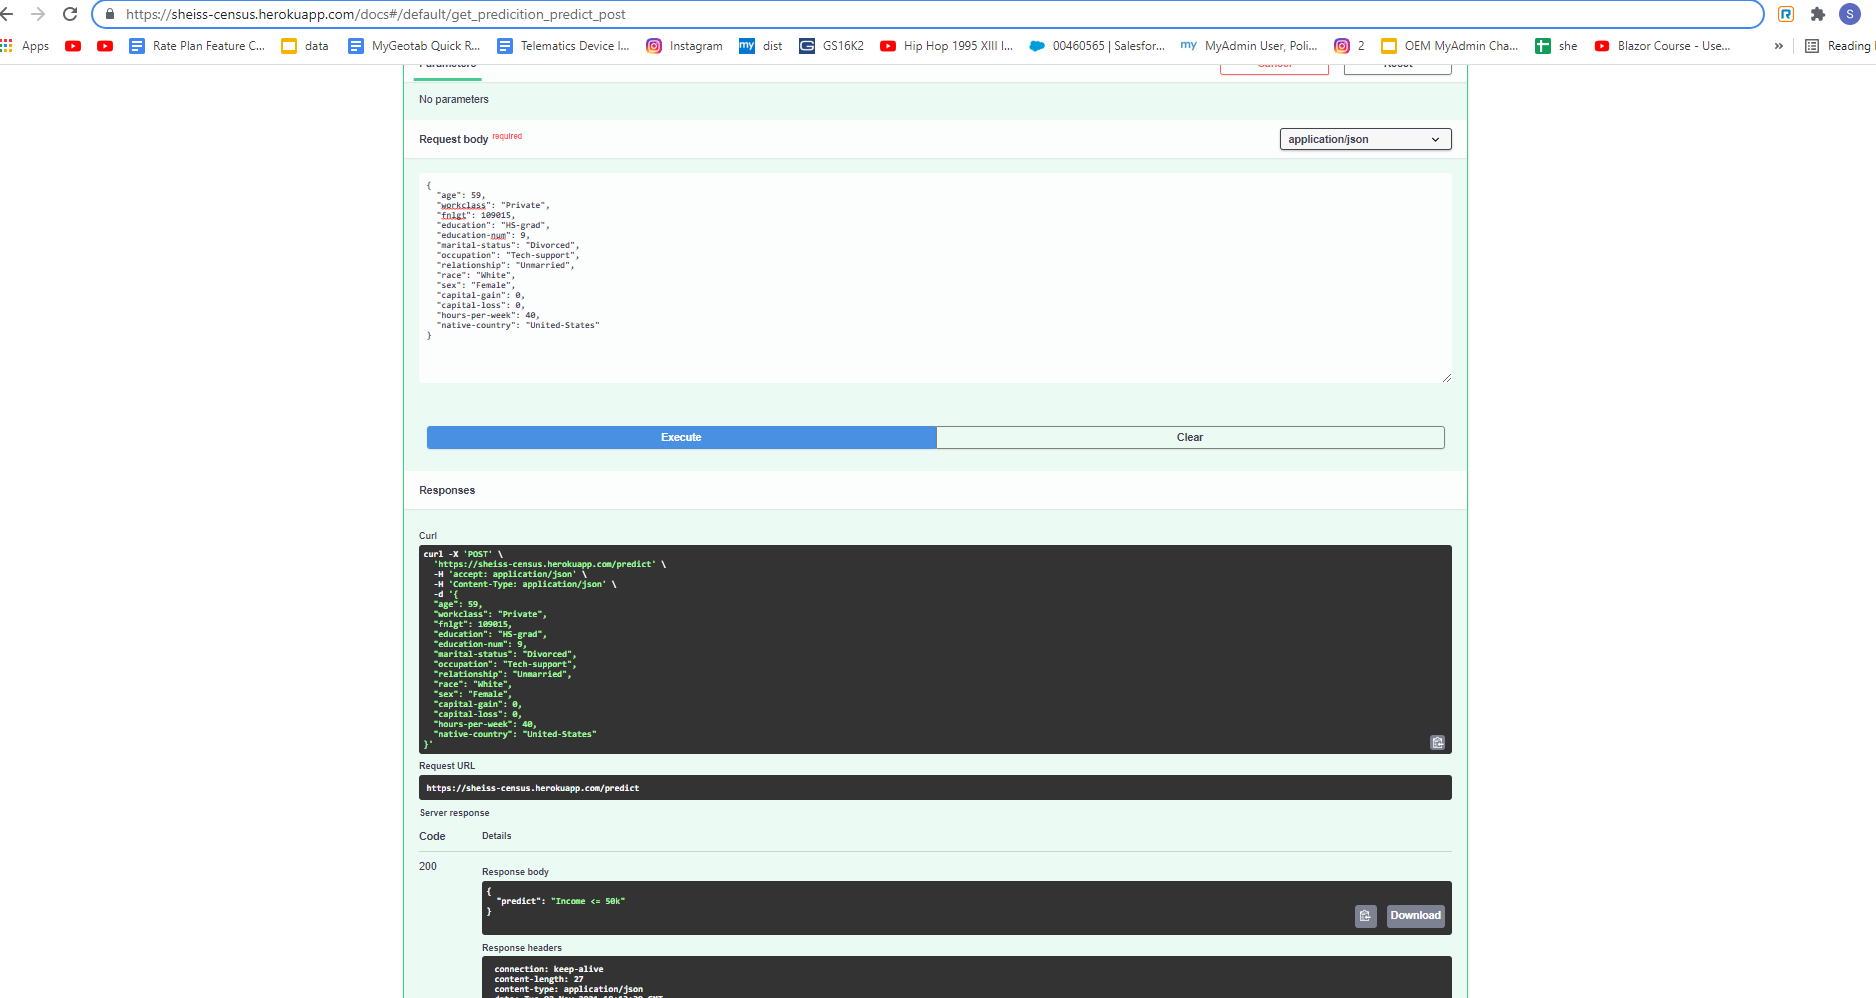 https://sheiss-census.herokuapp.com/docs#/default/get_predicition_predict_post
S
Apps Rate Plan Feature C... data MyGeotab Quick R... Telematics Device I... Instagram my dist GS16K2 Hip Hop 1995 XIII I... 00460565 | Salesfor... my MyAdmin User, Poli... 2 OEM MyAdmin Cha... she Blazor Course - Use... » Reading
Parameters Cancel Reset
No parameters
Request body required application/json
{
"age": 59,
"workclass": "Private",
"fnlgt": 109015,
"education": "HS-grad",
"education-num": 9,
"marital-status": "Divorced",
"occupation": "Tech-support",
"relationship": "Unmarried",
"race": "White",
"sex": "Female",
"capital-gain": 0,
"capital-loss": 0,
"hours-per-week": 40,
"native-country": "United-States"
}
Execute Clear
Responses
Curl
curl -X 'POST' \
'https://sheiss-census.herokuapp.com/predict' \
-H 'accept: application/json' \
-H 'Content-Type: application/json' \
-d '{
"age": 59,
"workclass": "Private",
"fnlgt": 109015,
"education": "HS-grad",
"education-num": 9,
"marital-status": "Divorced",
"occupation": "Tech-support",
"relationship": "Unmarried",
"race": "White",
"sex": "Female",
"capital-gain": 0,
"capital-loss": 0,
"hours-per-week": 40,
"native-country": "United-States"
}'
Request URL
https://sheiss-census.herokuapp.com/predict
Server response
Code Details
200
Response body
{
"predict": "Income <= 50k"
}
Download
Response headers
connection: keep-alive
content-length: 27
content-type: application/json